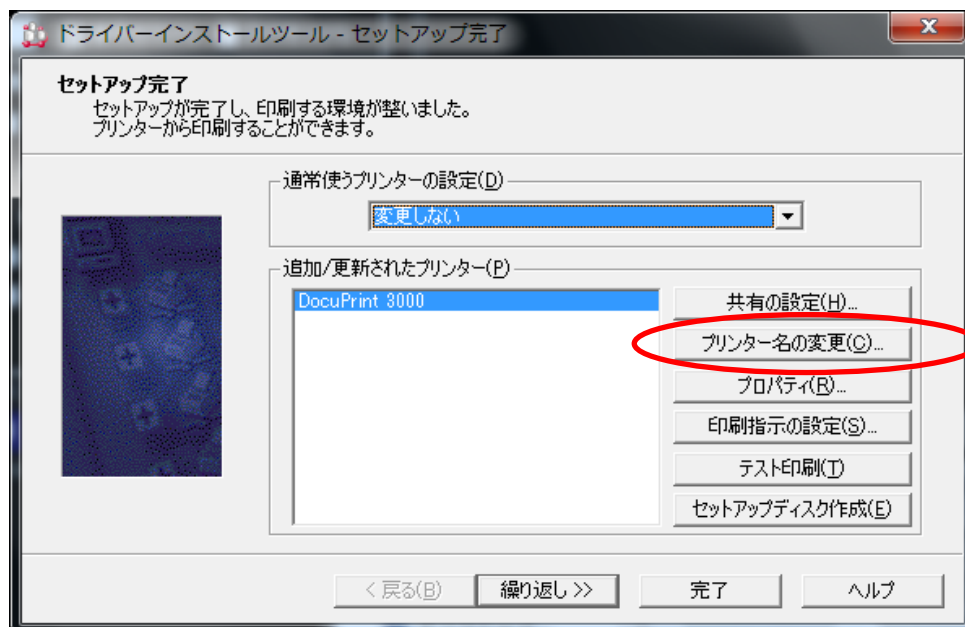 ドライバーインストールツール - セットアップ完了
セットアップ完了
セットアップが完了し、印刷する環境が整いました。
プリンターから印刷することができます。
通常使うプリンターの設定(D)
変更しない
追加/更新されたプリンター(P)
DocuPrint 3000
共有の設定(H)...
プリンター名の変更(C)...
プロパティ(R)...
印刷指示の設定(S)...
テスト印刷(T)
セットアップディスク作成(E)
< 戻る(B)
繰り返し >>
完了
ヘルプ